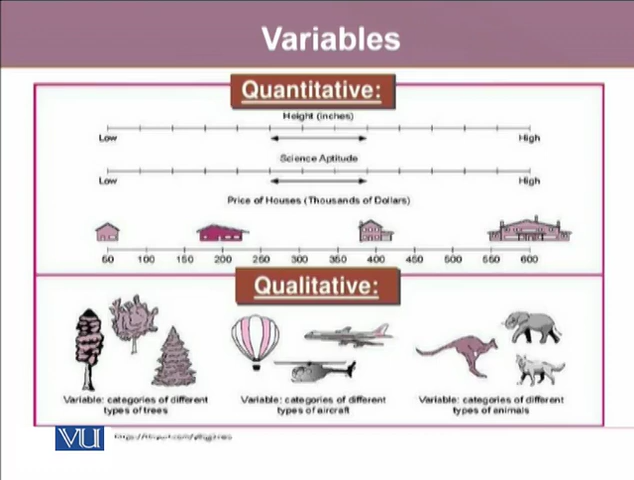 Variables
Quantitative:
Height (inches)
Low High
Science Aptitude
Low High
Price of Houses (Thousands of Dollars)
50 100 150 200 250 300 350 400 450 500 550 600
Qualitative:
Variable: categories of different
types of trees
Variable: categories of different
types of aircraft
Variable: categories of different
types of animals
VU